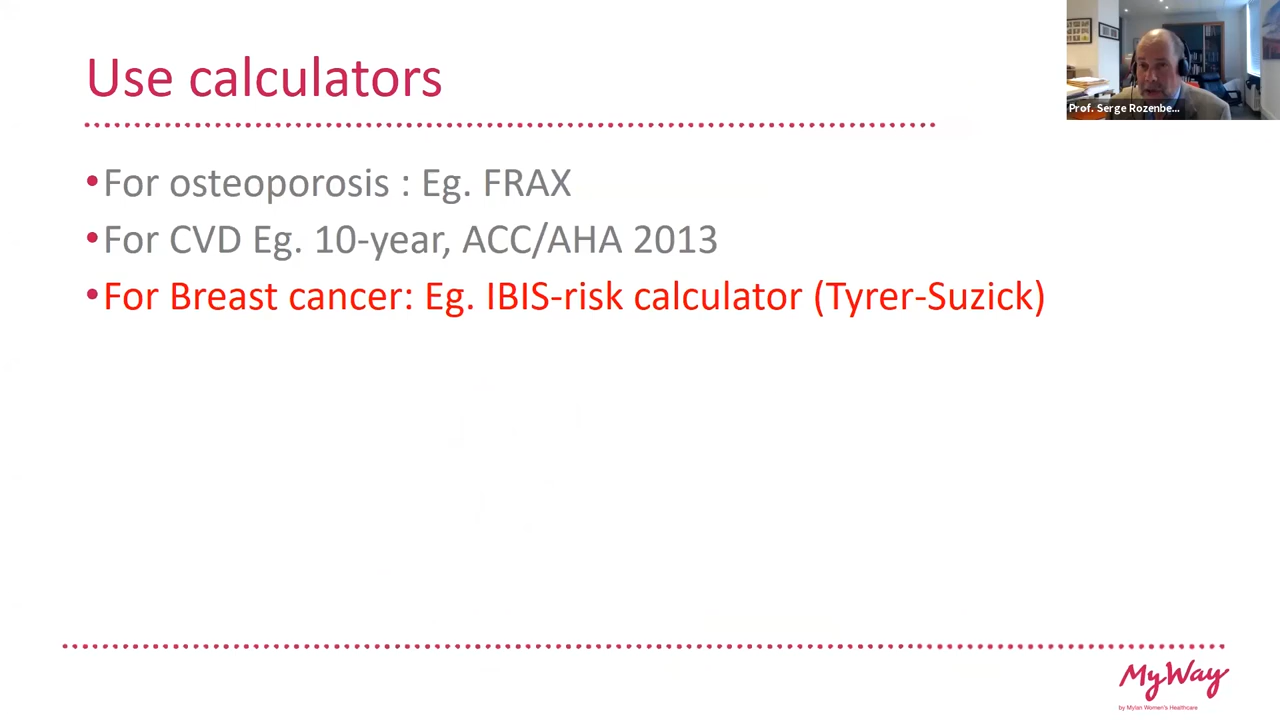 Use calculators
Prof. Serge Rozenbe...
•For osteoporosis : Eg. FRAX
•For CVD Eg. 10-year, ACC/AHA 2013
•For Breast cancer: Eg. IBIS-risk calculator (Tyrer-Suzick)
MyWay
by Mylan Women's Healthcare